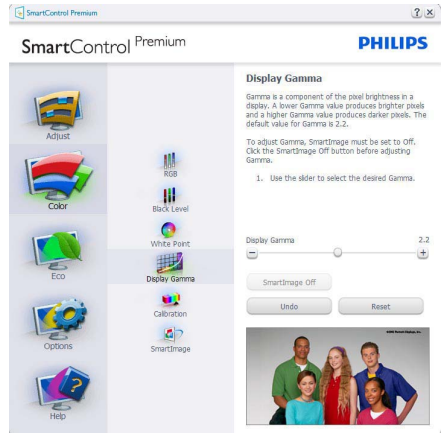 SmartControl Premium
SmartControl Premium
PHILIPS
Adjust
Color
Eco
Options
Help
RGB
Black Level
White Point
Display Gamma
Calibration
SmartImage
Display Gamma
Gamma is a component of the pixel brightness in a
display. A lower Gamma value produces brighter pixels
and a higher Gamma value produces darker pixels. The
default value for Gamma is 2.2.
To adjust Gamma, SmartImage must be set to Off.
Click the SmartImage Off button before adjusting
Gamma.
1. Use the slider to select the desired Gamma.
Display Gamma 2.2
SmartImage Off
Undo Reset